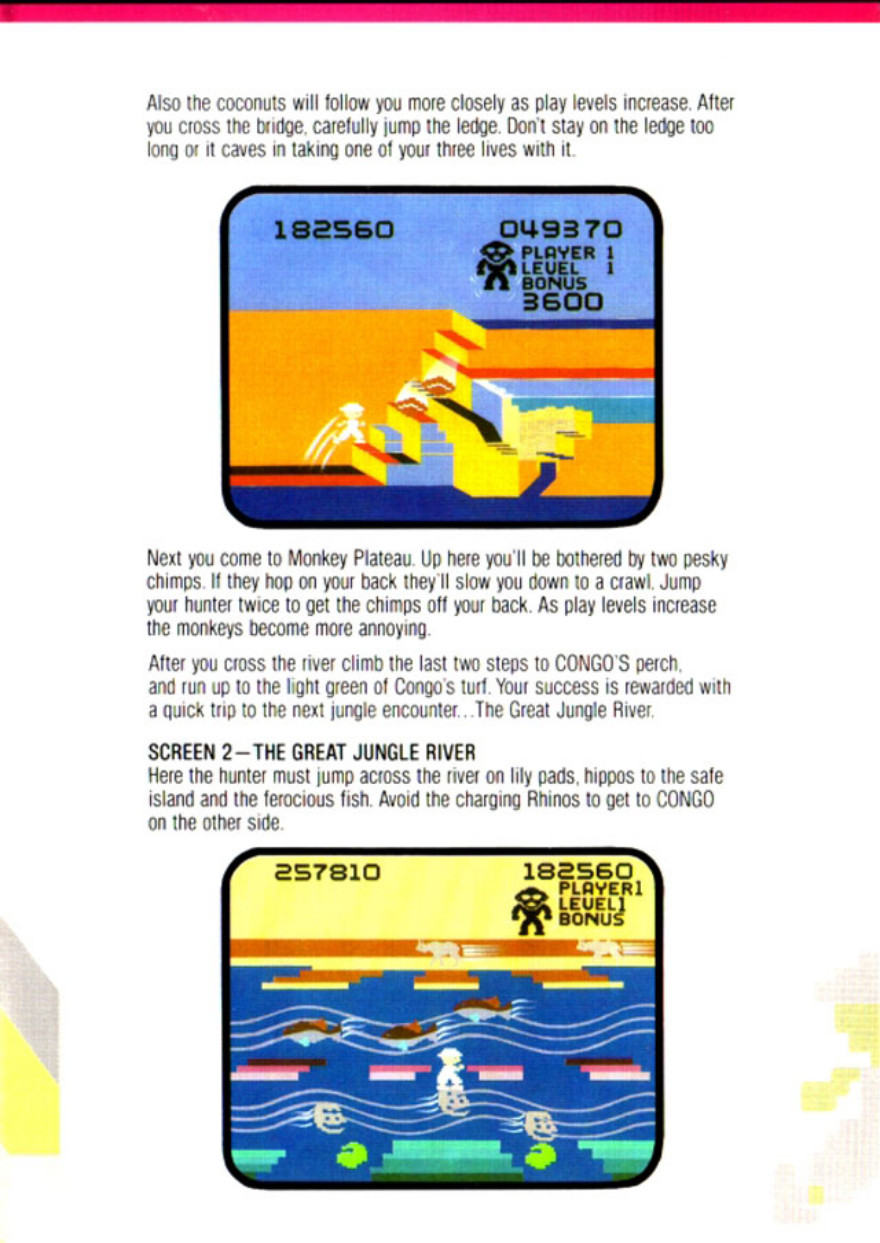 Also the coconuts will follow you more closely as play levels increase. After
you cross the bridge, carefully jump the ledge. Don't stay on the ledge too
long or it caves in taking one of your three lives with it.
182560 049370
PLAYER 1
LEVEL 1
BONUS
3600
Next you come to Monkey Plateau. Up here you'll be bothered by two pesky
chimps. If they hop on your back they'll slow you down to a crawl. Jump
your hunter twice to get the chimps off your back. As play levels increase
the monkeys become more annoying.
After you cross the river climb the last two steps to CONGO'S perch,
and run up to the light green of Congo's turf. Your success is rewarded with
a quick trip to the next jungle encounter...The Great Jungle River.
SCREEN 2—THE GREAT JUNGLE RIVER
Here the hunter must jump across the river on lily pads, hippos to the safe
island and the ferocious fish. Avoid the charging Rhinos to get to CONGO
on the other side.
257810 182560
PLAYER1
LEVEL1
BONUS